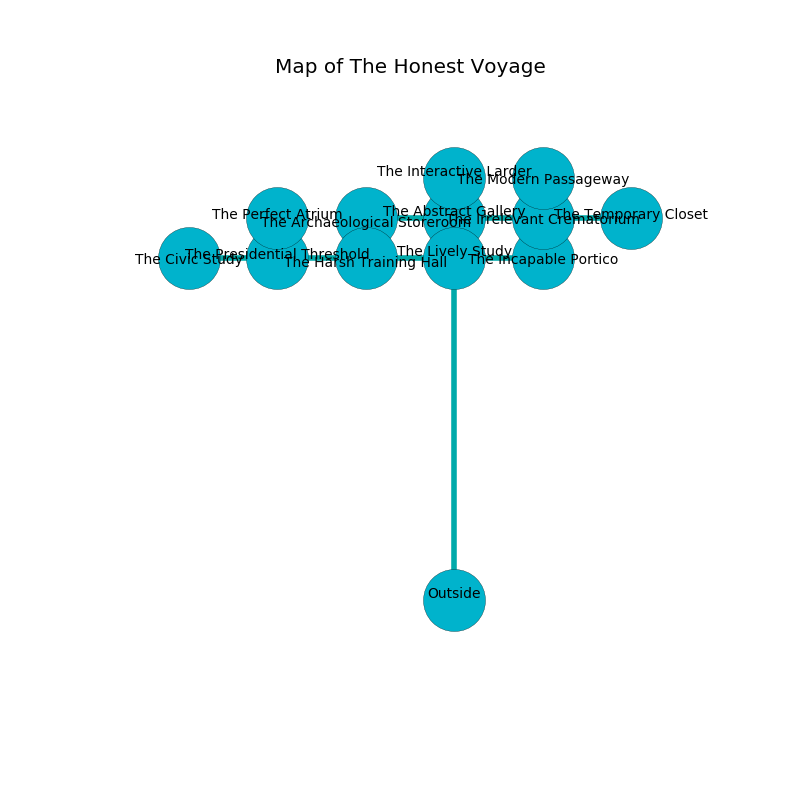 Map of The Honest Voyage
The Interactive Larder
The Modern Passageway
The Perfect Atrium
The Archaeological Storeroom
The Abstract Gallery
The Irrelevant Crematorium
The Temporary Closet
The Civic Study
The Presidential Threshold
The Harsh Training Hall
The Lively Study
The Incapable Portico
Outside